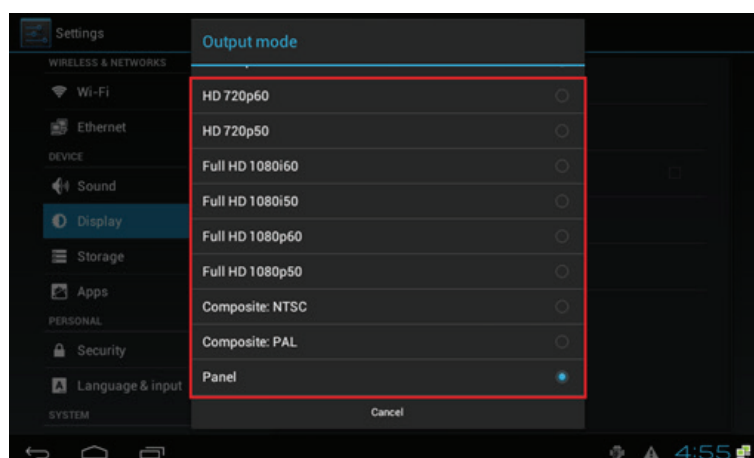 Settings
Output mode
WIRELESS & NETWORKS
Wi-Fi
Ethernet
DEVICE
Sound
Display
Storage
Apps
PERSONAL
Security
Language & input
SYSTEM
HD 720p60
HD 720p50
Full HD 1080i60
Full HD 1080i50
Full HD 1080p60
Full HD 1080p50
Composite: NTSC
Composite: PAL
Panel
Cancel
4:55